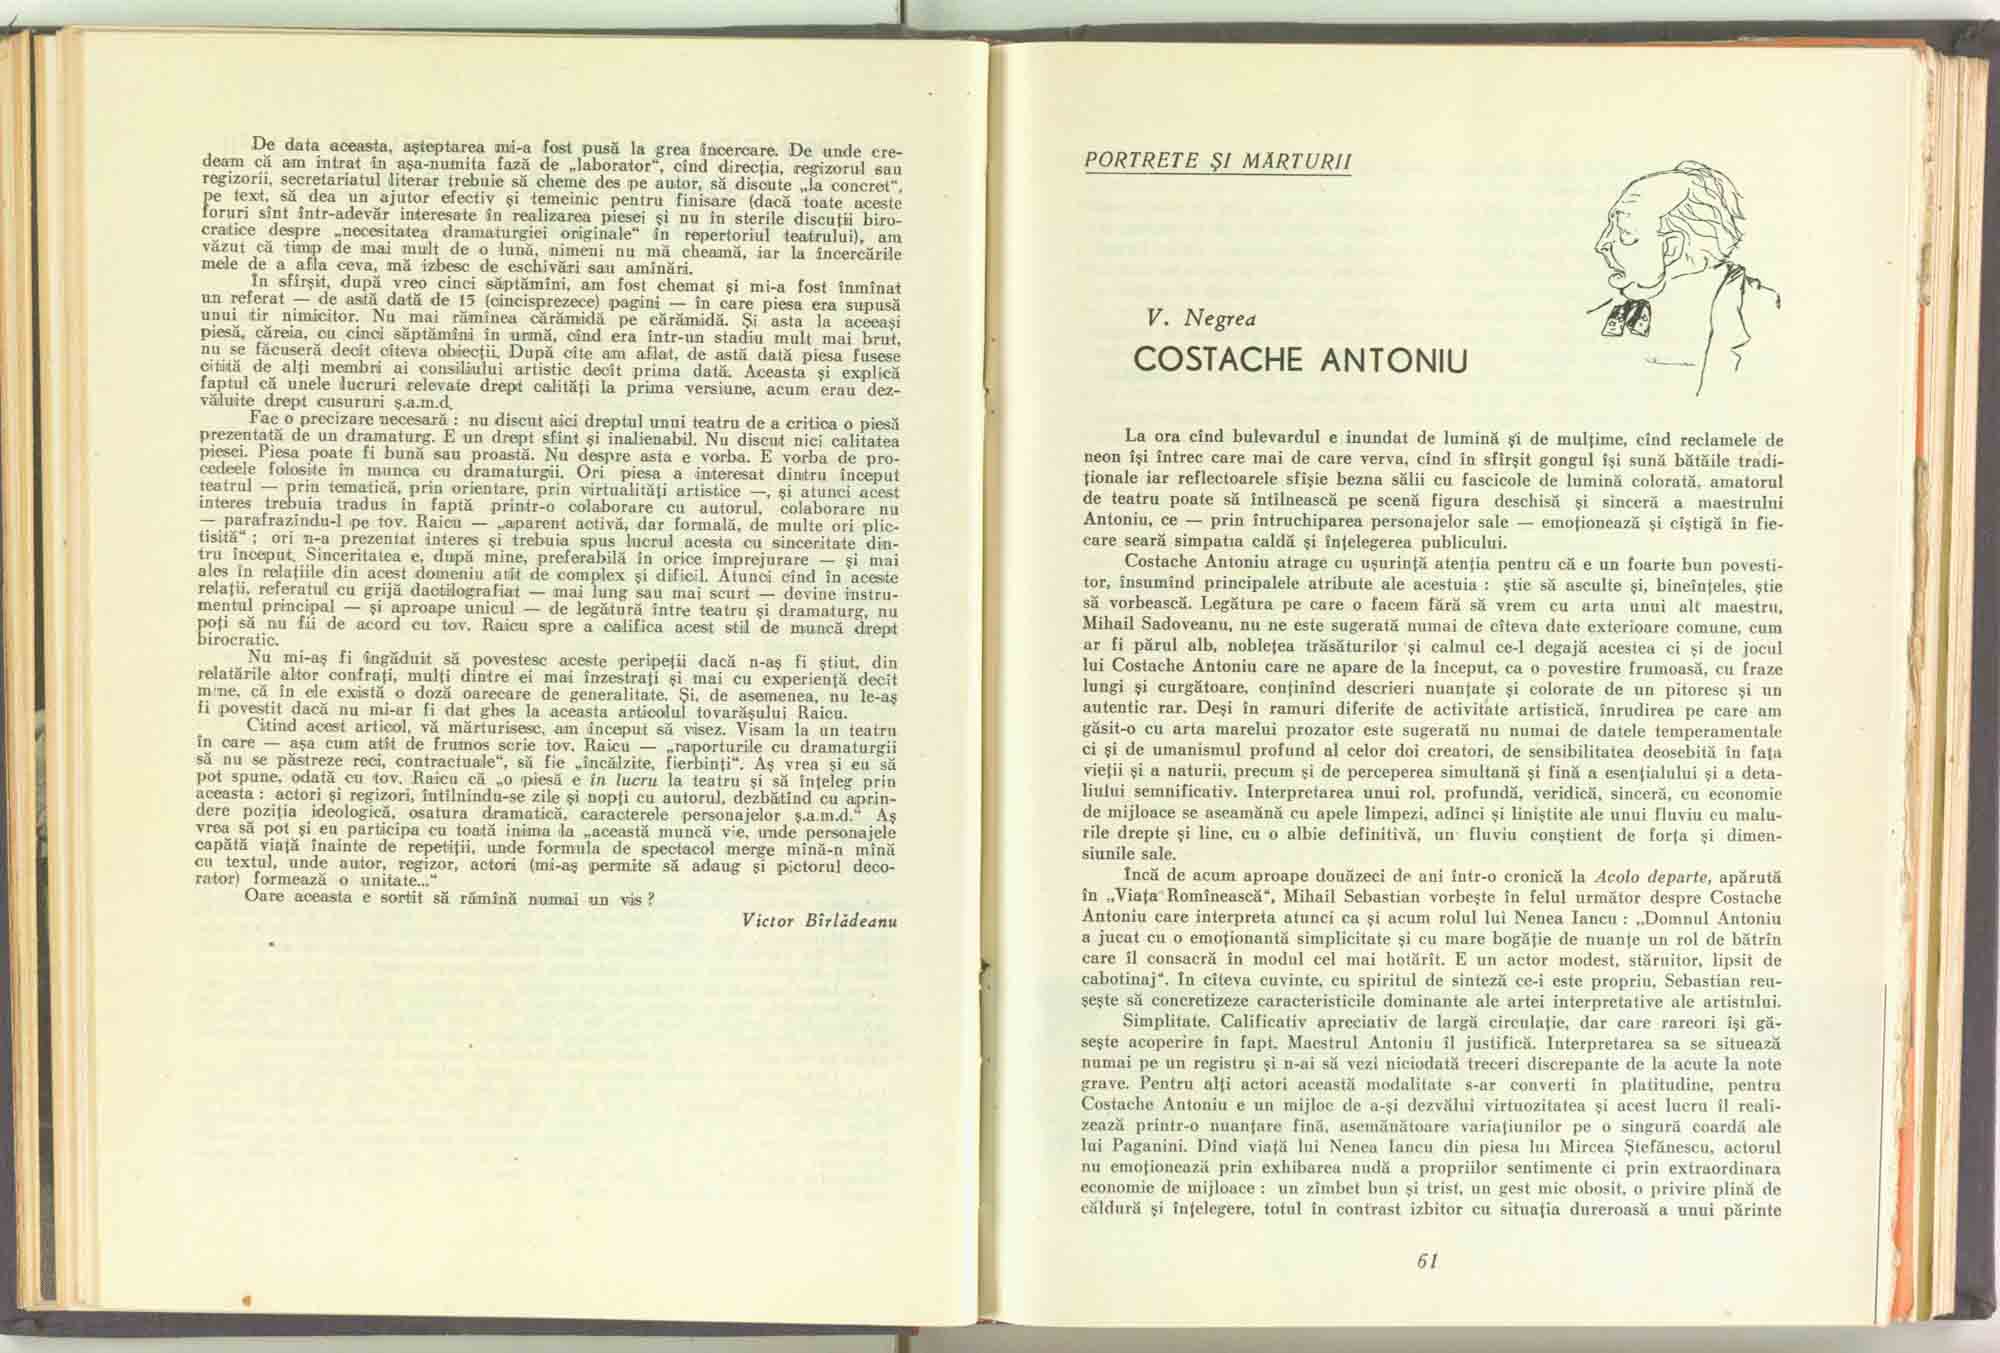 De data aceasta, așteptarea mi-a fost pusă la grea încercare. De unde cre-
deam că am intrat în așa-numita fază de „laborator“, cînd direcția, regizorul sau
regizorii, secretariatul literar trebuie să cheme des pe autor, să discute „la concret“,
pe text, să dea un ajutor efectiv și temeinic pentru finisare (dacă toate aceste
foruri sînt într-adevăr interesate în realizarea piesei și nu în sterile discuții biro-
cratice despre „necesitatea dramaturgiei originale“ în repertoriul teatrului), am
văzut că timp de mai mult de o lună, nimeni nu mă cheamă, iar la încercările
mele de a afla ceva, mă izbesc de eschivări sau amînări.
În sfîrșit, după vreo cinci săptămîni, am fost chemat și mi-a fost înmînat
un referat — de astă dată de 15 (cincisprezece) pagini — în care piesa era supusă
unui tir nimicitor. Nu mai rămînea cărămidă pe cărămidă. Și asta la aceeași
piesă, căreia, cu cinci săptămîni în urmă, cînd era într-un stadiu mult mai brut,
nu se făcuseră decît cîteva obiecții. După cîte am aflat, de astă dată piesa fusese
citită de alți membri ai consiliului artistic decît prima dată. Aceasta și explică
faptul că unele lucruri relevate drept calități la prima versiune, acum erau dez-
văluite drept cusururi ș.a.m.d.
Fac o precizare necesară : nu discut aici dreptul unui teatru de a critica o piesă
prezentată de un dramaturg. E un drept sfînt și inalienabil. Nu discut nici calitatea
piesei. Piesa poate fi bună sau proastă. Nu despre asta e vorba. E vorba de pro-
cedeele folosite în munca cu dramaturgii. Ori piesa a interesat dintru început
teatrul — prin tematică, prin orientare, prin virtualități artistice —, și atunci acest
interes trebuia tradus în faptă printr-o colaborare cu autorul, colaborare nu
— parafrazîndu-l pe tov. Raicu — „aparent activă, dar formală, de multe ori plic-
tisită“ ; ori n-a prezentat interes și trebuia spus lucrul acesta cu sinceritate din-
tru început. Sinceritatea e, după mine, preferabilă în orice împrejurare — și mai
ales în relațiile din acest domeniu atît de complex și dificil. Atunci cînd în aceste
relații, referatul cu grijă dactilografiat — mai lung sau mai scurt — devine instru-
mentul principal — și aproape unicul — de legătură între teatru și dramaturg, nu
poți să nu fii de acord cu tov. Raicu spre a califica acest stil de muncă drept
birocratic.
Nu mi-aș fi îngăduit să povestesc aceste peripeții dacă n-aș fi știut, din
relatările altor confrați, mulți dintre ei mai înzestrați și mai cu experiență decît
mine, că în ele există o doză oarecare de generalitate. Și, de asemenea, nu le-aș
fi povestit dacă nu mi-ar fi dat ghes la aceasta articolul tovarășului Raicu.
Citind acest articol, vă mărturisesc, am început să visez. Visam la un teatru
în care — așa cum atît de frumos scrie tov. Raicu — „raporturile cu dramaturgii
să nu se păstreze reci, contractuale“, să fie „încălzite, fierbinți“. Aș vrea și eu să
pot spune, odată cu tov. Raicu că „o piesă e în lucru la teatru și să înțeleg prin
aceasta : actori și regizori, întîlnindu-se zile și nopți cu autorul, dezbătînd cu aprin-
dere poziția ideologică, osatura dramatică, caracterele personajelor ș.a.m.d.“ Aș
vrea să pot și eu participa cu toată inima la „această muncă vie, unde personajele
capătă viață înainte de repetiții, unde formula de spectacol merge mînă-n mînă
cu textul, unde autor, regizor, actori (mi-aș permite să adaug și pictorul deco-
rator) formează o unitate...“
Oare aceasta e sortit să rămînă numai un vis ?
Victor Bîrlădeanu
PORTRETE ȘI MĂRTURII
V. Negrea
COSTACHE ANTONIU
La ora cînd bulevardul e inundat de lumină și de mulțime, cînd reclamele de
neon își întrec care mai de care verva, cînd în sfîrșit gongul își sună bătăile tradi-
ționale iar reflectoarele sfîșie bezna sălii cu fascicole de lumină colorată, amatorul
de teatru poate să întîlnească pe scenă figura deschisă și sinceră a maestrului
Antoniu, ce — prin întruchiparea personajelor sale — emoționează și cîștigă în fie-
care seară simpatia caldă și înțelegerea publicului.
Costache Antoniu atrage cu ușurință atenția pentru că e un foarte bun povesti-
tor, însumînd principalele atribute ale acestuia : știe să asculte și, bineînțeles, știe
să vorbească. Legătura pe care o facem fără să vrem cu arta unui alt maestru,
Mihail Sadoveanu, nu ne este sugerată numai de cîteva date exterioare comune, cum
ar fi părul alb, noblețea trăsăturilor și calmul ce-l degajă acestea ci și de jocul
lui Costache Antoniu care ne apare de la început, ca o povestire frumoasă, cu fraze
lungi și curgătoare, conținînd descrieri nuanțate și colorate de un pitoresc și un
autentic rar. Deși în ramuri diferite de activitate artistică, înrudirea pe care am
găsit-o cu arta marelui prozator este sugerată nu numai de datele temperamentale
ci și de umanismul profund al celor doi creatori, de sensibilitatea deosebită în fața
vieții și a naturii, precum și de perceperea simultană și fină a esențialului și a deta-
liului semnificativ. Interpretarea unui rol, profundă, veridică, sinceră, cu economie
de mijloace se aseamănă cu apele limpezi, adînci și liniștite ale unui fluviu cu malu-
rile drepte și line, cu o albie definitivă, un fluviu conștient de forța și dimen-
siunile sale.
Încă de acum aproape douăzeci de ani într-o cronică la Acolo departe, apărută
în „Viața Romînească“, Mihail Sebastian vorbește în felul următor despre Costache
Antoniu care interpreta atunci ca și acum rolul lui Nenea Iancu : „Domnul Antoniu
a jucat cu o emoționantă simplicitate și cu mare bogăție de nuanțe un rol de bătrîn
care îl consacră în modul cel mai hotărît. E un actor modest, stăruitor, lipsit de
cabotinaj“. În cîteva cuvinte, cu spiritul de sinteză ce-i este propriu, Sebastian reu-
șește să concretizeze caracteristicile dominante ale artei interpretative ale artistului.
Simplitate. Calificativ apreciativ de largă circulație, dar care rareori își gă-
sește acoperire în fapt. Maestrul Antoniu îl justifică. Interpretarea sa se situează
numai pe un registru și n-ai să vezi niciodată treceri discrepante de la acute la note
grave. Pentru alți actori această modalitate s-ar converti în platitudine, pentru
Costache Antoniu e un mijloc de a-și dezvălui virtuozitatea și acest lucru îl reali-
zează printr-o nuanțare fină, asemănătoare variațiunilor pe o singură coardă ale
lui Paganini. Dînd viață lui Nenea Iancu din piesa lui Mircea Ștefănescu, actorul
nu emoționează prin exhibarea nudă a propriilor sentimente ci prin extraordinara
economie de mijloace : un zîmbet bun și trist, un gest mic obosit, o privire plină de
căldură și înțelegere, totul în contrast izbitor cu situația dureroasă a unui părinte
61